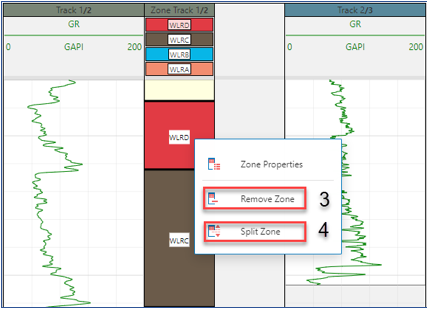 Track 1/2
Zone Track 1/2
Track 2/3
GR
WLRD
GR
WLRC
0 GAPI 200
WLRB
0 GAPI 200
WLRA
WLRD
Zone Properties
Remove Zone 3
Split Zone 4
WLRC